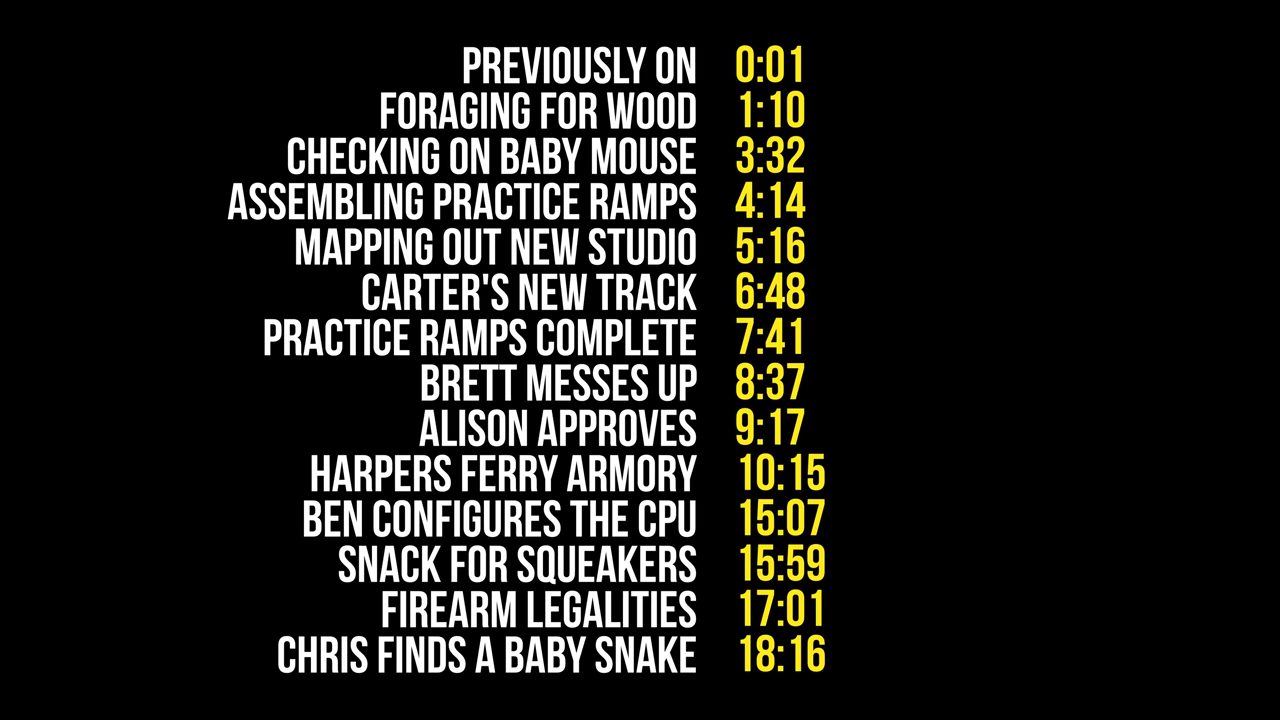 PREVIOUSLY ON 0:01
FORAGING FOR WOOD 1:10
CHECKING ON BABY MOUSE 3:32
ASSEMBLING PRACTICE RAMPS 4:14
MAPPING OUT NEW STUDIO 5:16
CARTER'S NEW TRACK 6:48
PRACTICE RAMPS COMPLETE 7:41
BRETT MESSES UP 8:37
ALISON APPROVES 9:17
HARPERS FERRY ARMORY 10:15
BEN CONFIGURES THE CPU 15:07
SNACK FOR SQUEAKERS 15:59
FIREARM LEGALITIES 17:01
CHRIS FINDS A BABY SNAKE 18:16